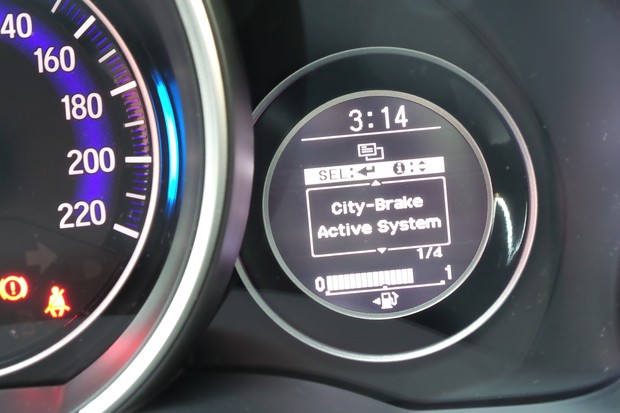 40
160
180
200
220
3:14
SEL:↵ i:
City-Brake
Active System
1/4
0 1